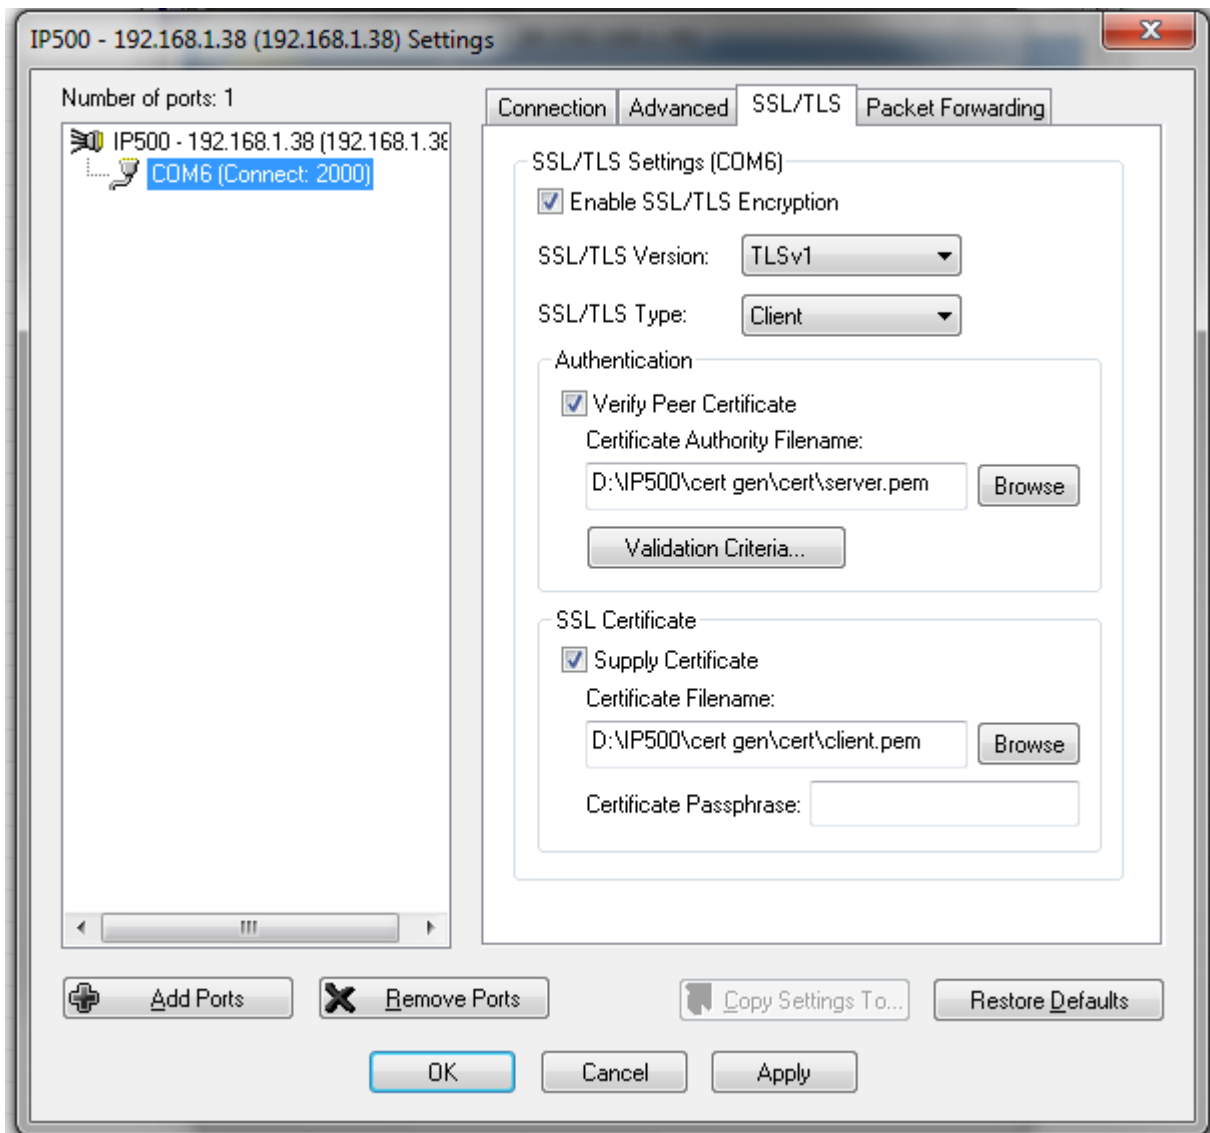 IP500 - 192.168.1.38 (192.168.1.38) Settings
Number of ports: 1
IP500 - 192.168.1.38 (192.168.1.38
COM6 (Connect: 2000)
Connection
Advanced
SSL/TLS
Packet Forwarding
SSL/TLS Settings (COM6)
Enable SSL/TLS Encryption
SSL/TLS Version: TLSv1
SSL/TLS Type: Client
Authentication
Verify Peer Certificate
Certificate Authority Filename:
D:\IP500\cert gen\cert\server.pem Browse
Validation Criteria...
SSL Certificate
Supply Certificate
Certificate Filename:
D:\IP500\cert gen\cert\client.pem Browse
Certificate Passphrase:
Add Ports
Remove Ports
Copy Settings To...
Restore Defaults
OK
Cancel
Apply